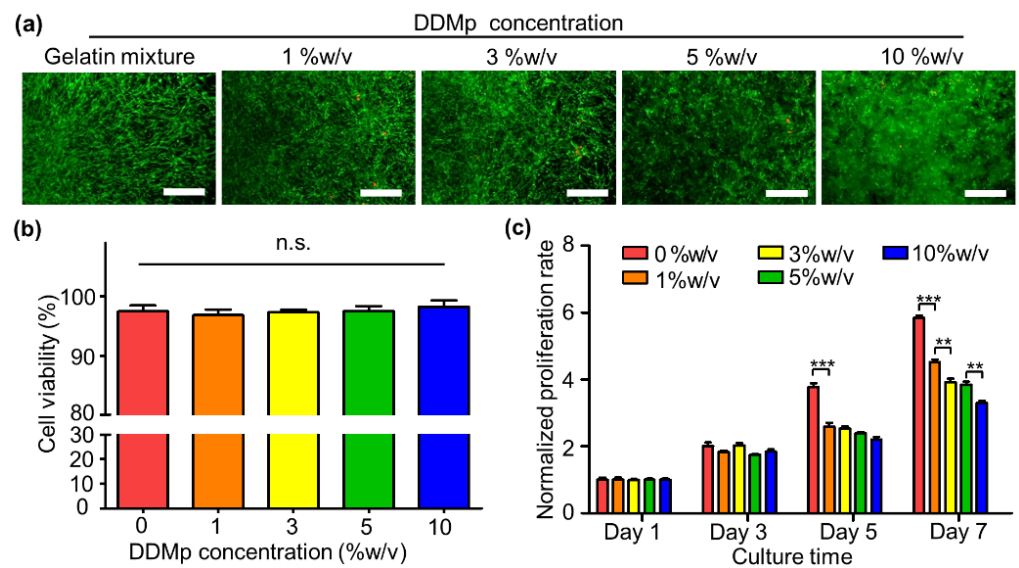 (a)
DDMp concentration
Gelatin mixture 1 %w/v 3 %w/v 5 %w/v 10 %w/v
(b)
n.s.
Cell viability (%)
100
90
80
30
20
10
0
0 1 3 5 10
DDMp concentration (%w/v)
(c)
Normalized proliferation rate
8
6
4
2
0
0 %w/v 3%w/v 10%w/v
1%w/v 5%w/v
***
**
**
***
Day 1 Day 3 Day 5 Day 7
Culture time